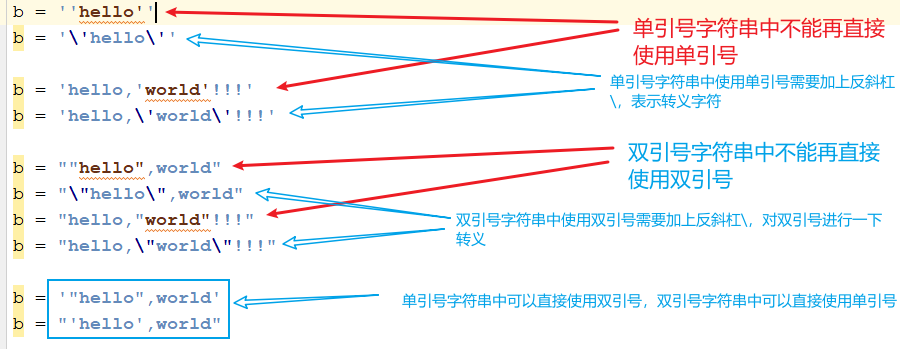 b = ''hello''
b = '\'hello\''
单引号字符串中不能再直接
使用单引号
b = 'hello,'world'!!!'
b = 'hello,\'world\'!!!'
单引号字符串中使用单引号需要加上反斜杠
\，表示转义字符
b = ""hello",world"
b = "\"hello\",world"
b = "hello,"world"!!!"
b = "hello,\"world\"!!!"
双引号字符串中不能再直接
使用双引号
双引号字符串中使用双引号需要加上反斜杠\，对双引号进行一下
转义
b = '"hello",world'
b = "'hello',world"
单引号字符串中可以直接使用双引号，双引号字符串中可以直接使用单引号